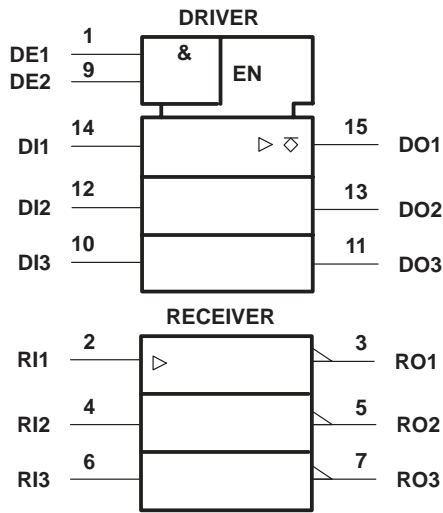 DRIVER
DE1 1 &
DE2 9 EN
DI1 14 15 DO1
DI2 12 13 DO2
DI3 10 11 DO3
RECEIVER
RI1 2 3 RO1
RI2 4 5 RO2
RI3 6 7 RO3